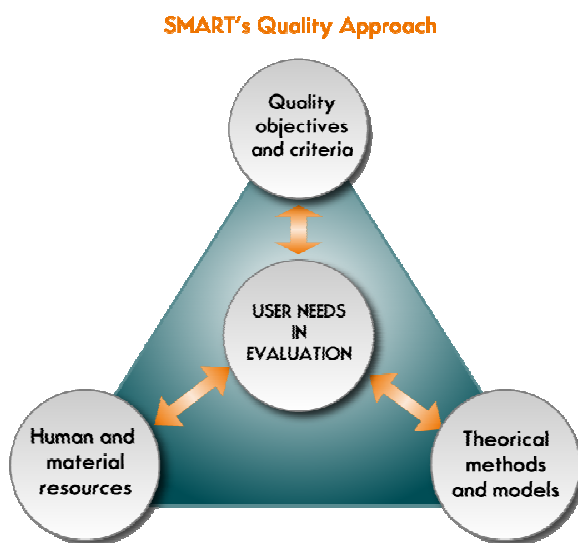 SMART's Quality Approach
Quality
objectives
and criteria
USER NEEDS
IN
EVALUATION
Human and
material
resources
Theorical
methods
and models